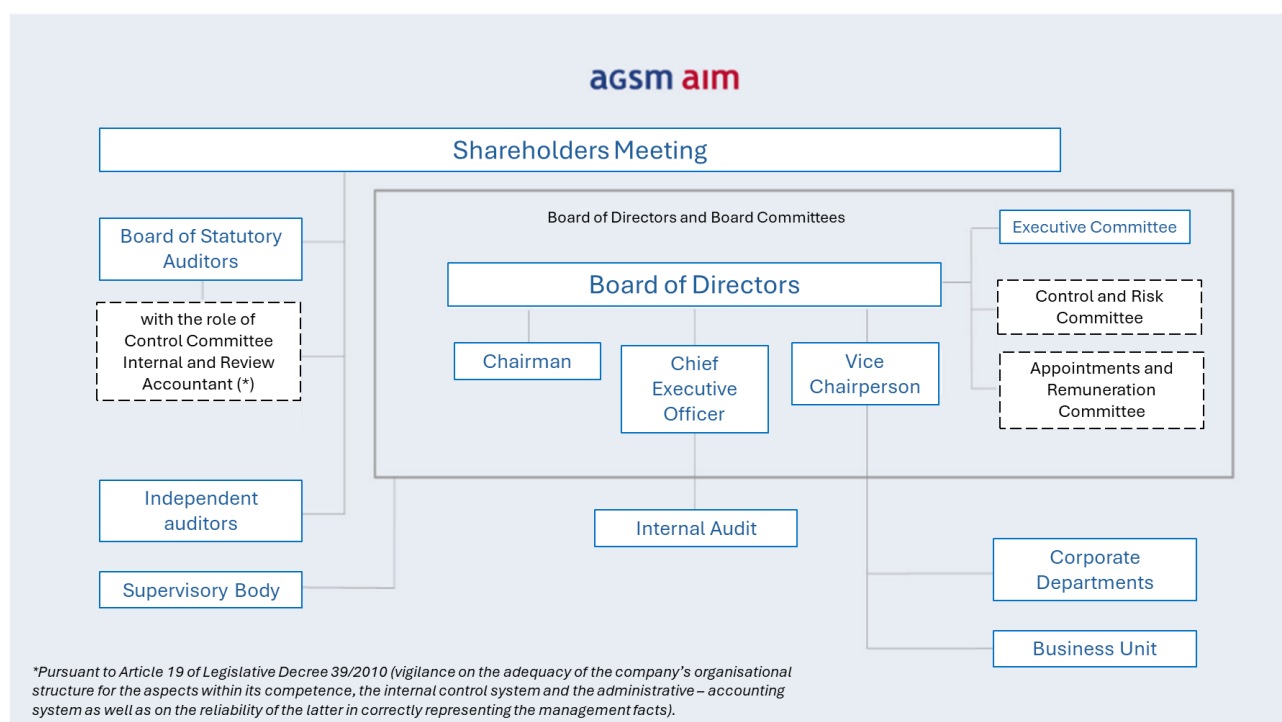 agsm aim
Shareholders Meeting
Board of Statutory
Auditors
with the role of
Control Committee
Internal and Review
Accountant (*)
Independent
auditors
Supervisory Body
Board of Directors and Board Committees
Board of Directors
Chairman
Chief
Executive
Officer
Vice
Chairperson
Executive Committee
Control and Risk
Committee
Appointments and
Remuneration
Committee
Internal Audit
Corporate
Departments
Business Unit
*Pursuant to Article 19 of Legislative Decree 39/2010 (vigilance on the adequacy of the company’s organisational
structure for the aspects within its competence, the internal control system and the administrative – accounting
system as well as on the reliability of the latter in correctly representing the management facts).